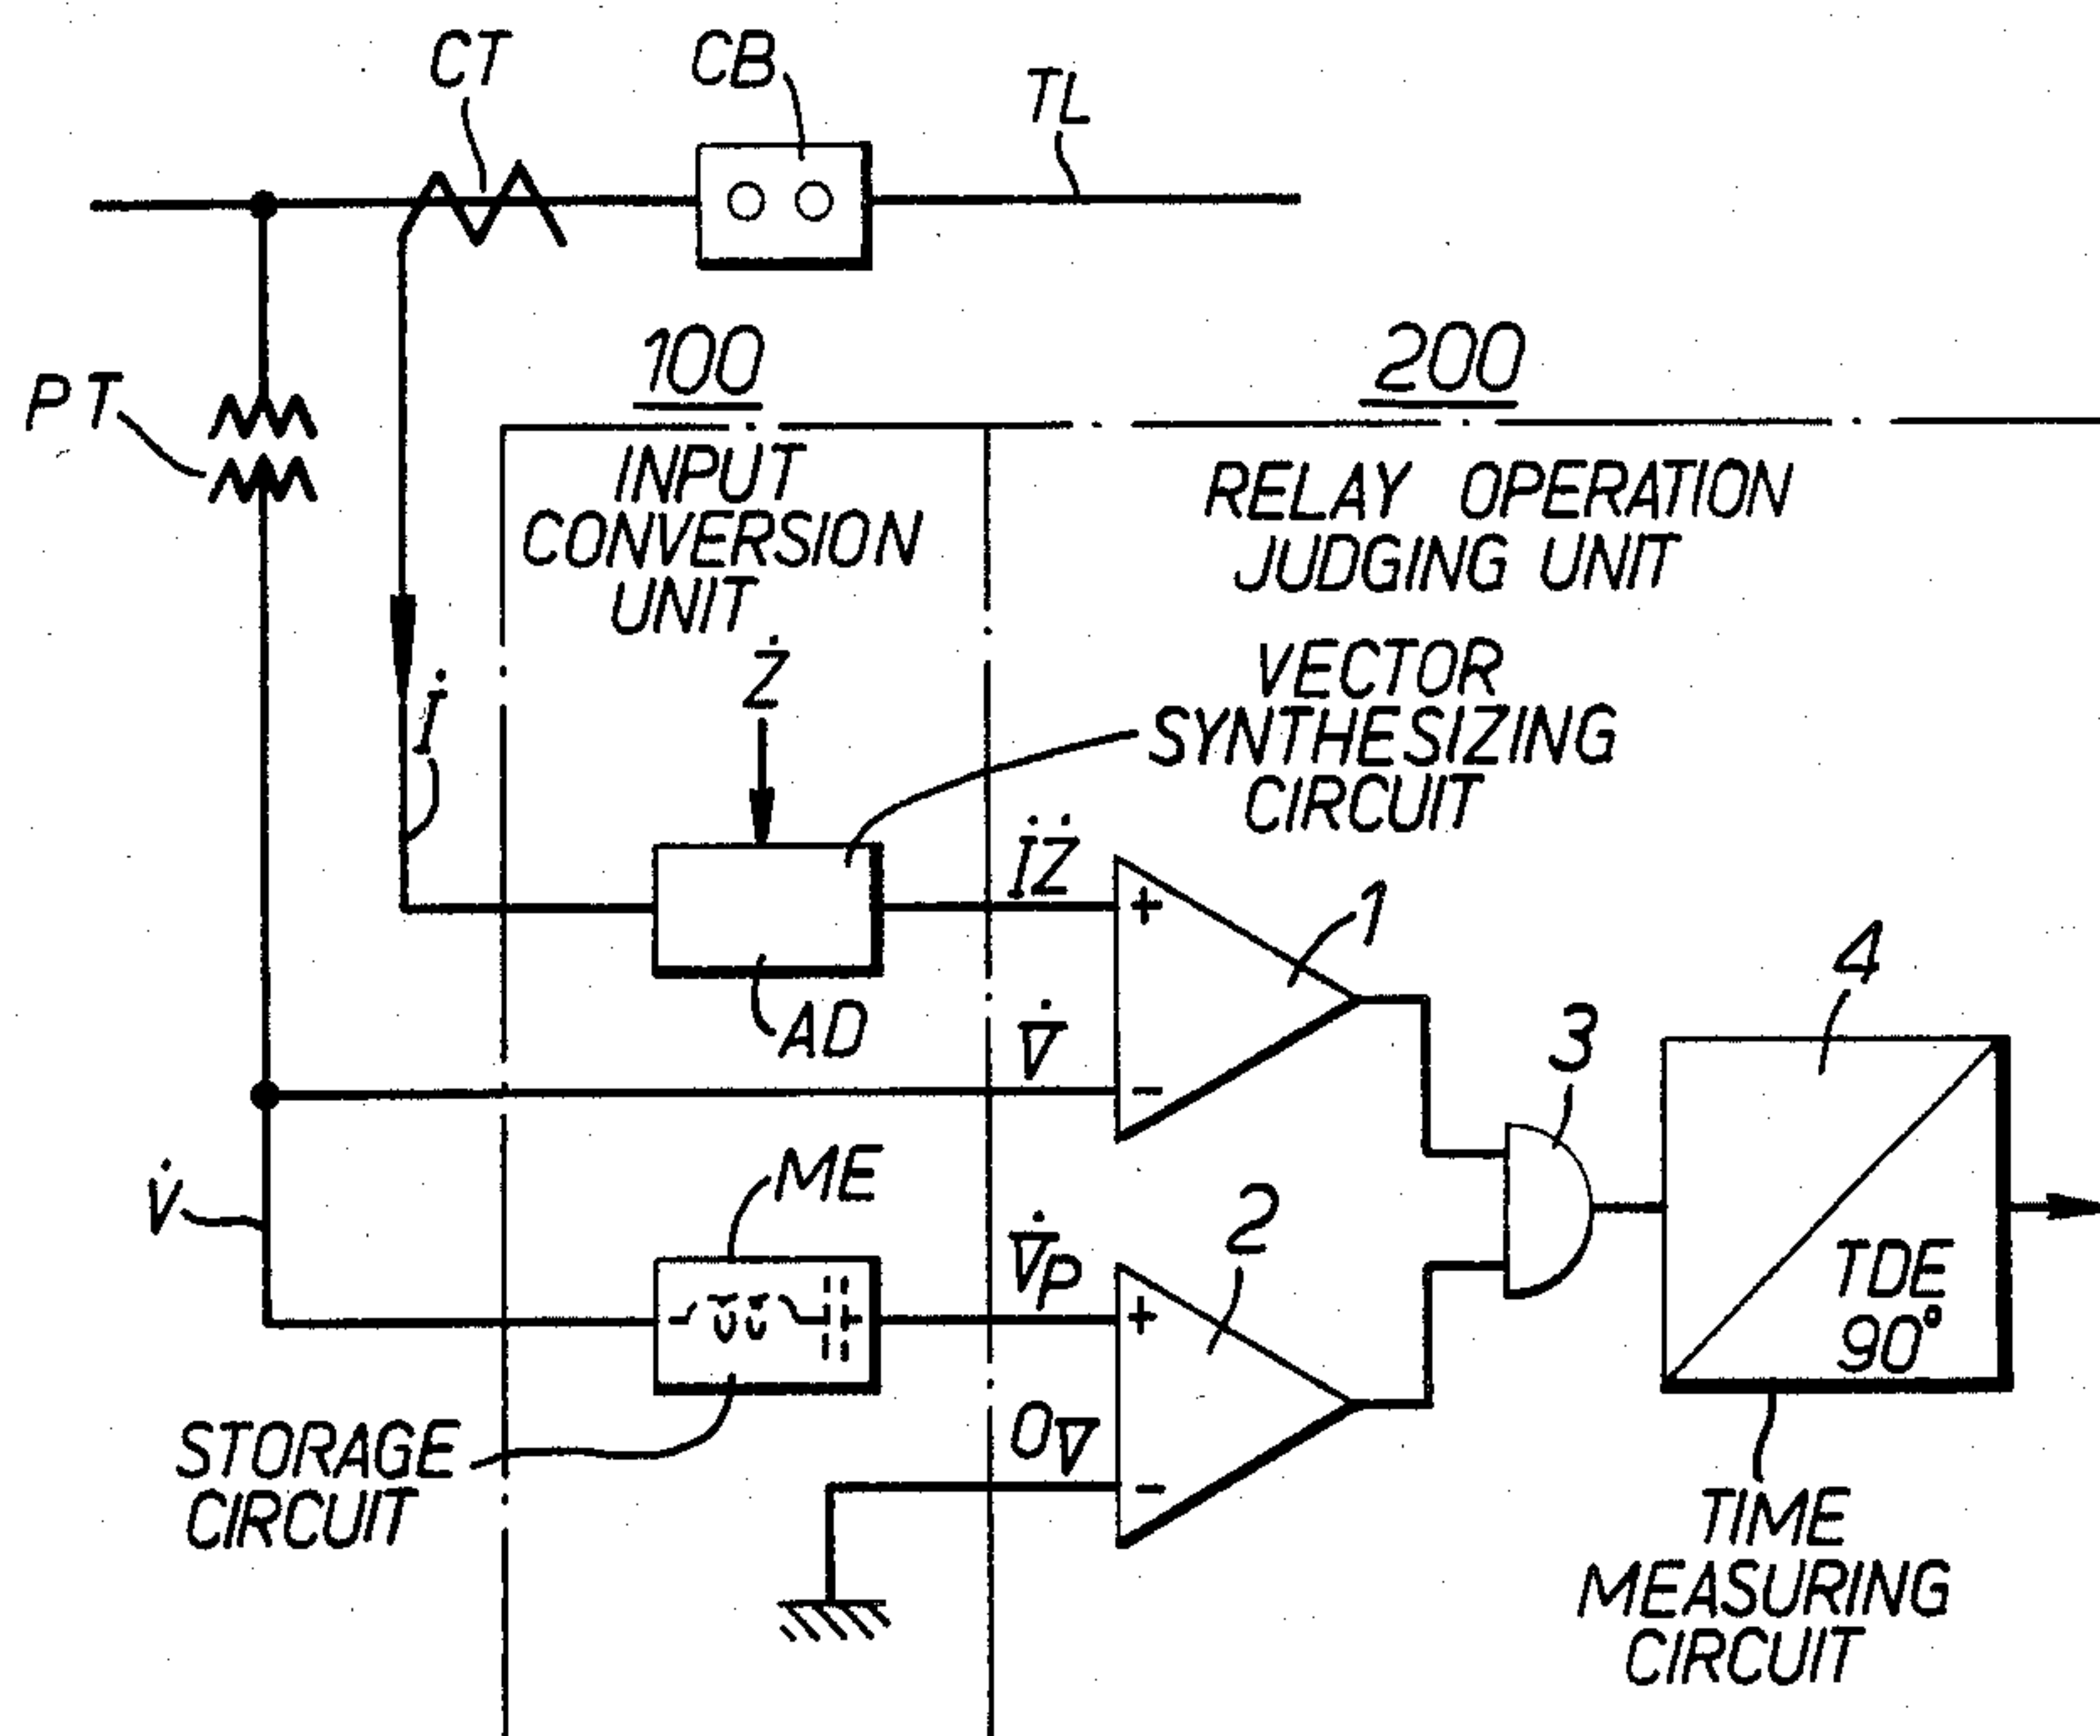 CT
CB
TL
100
200
PT
INPUT
CONVERSION
UNIT
RELAY OPERATION
JUDGING UNIT
İ
Ż
VECTOR
SYNTHESIZING
CIRCUIT
İŻ
+
1
AD
V̇
-
3
4
ME
V̇
V̇P
2
+
TDE
90°
0V
-
STORAGE
CIRCUIT
TIME
MEASURING
CIRCUIT